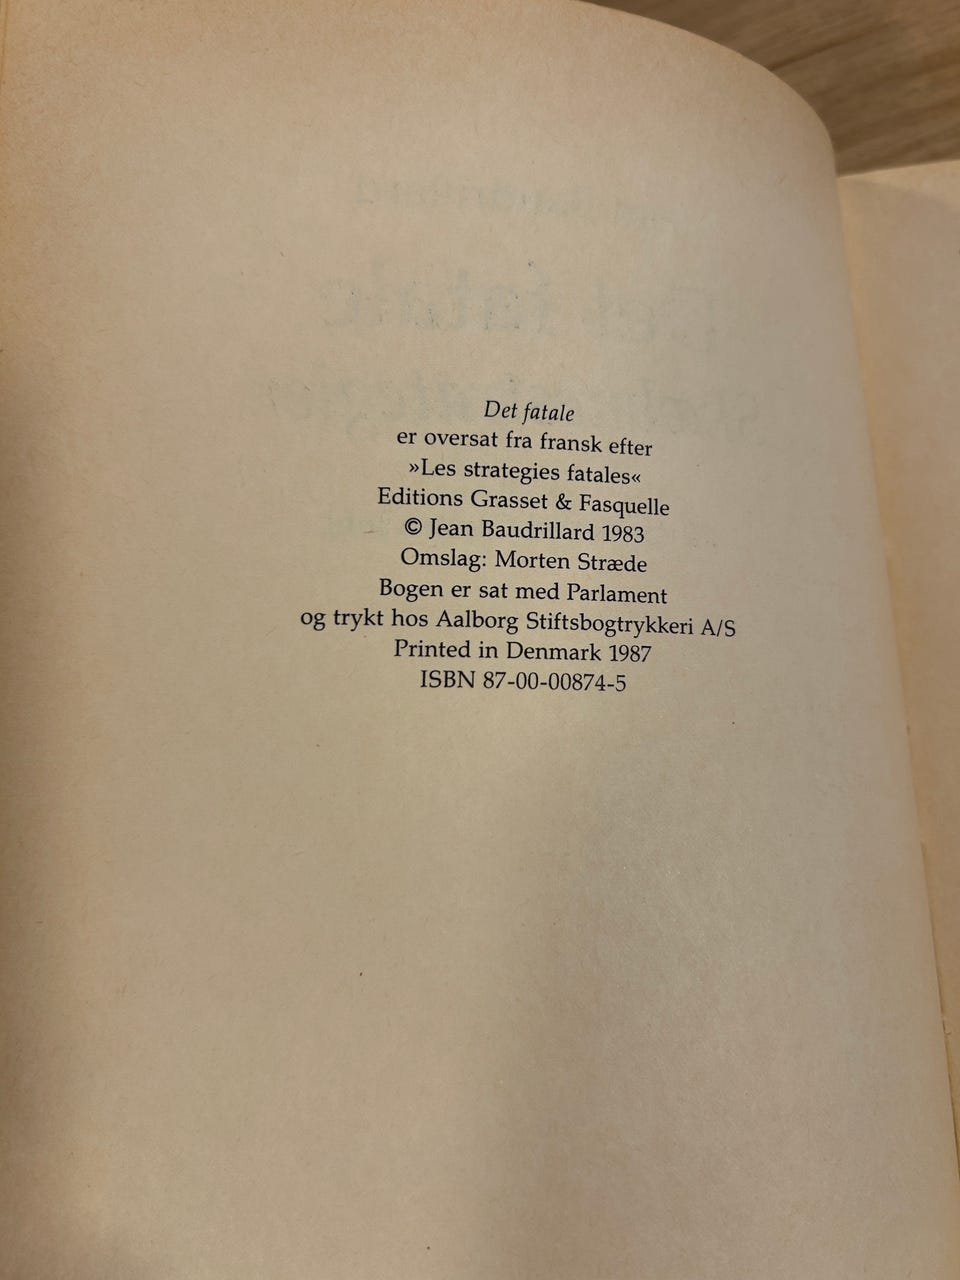 Det fatale
er oversat fra fransk efter
»Les strategies fatales«
Editions Grasset & Fasquelle
© Jean Baudrillard 1983
Omslag: Morten Stræde
Bogen er sat med Parlament
og trykt hos Aalborg Stiftsbogtrykkeri A/S
Printed in Denmark 1987
ISBN 87-00-00874-5